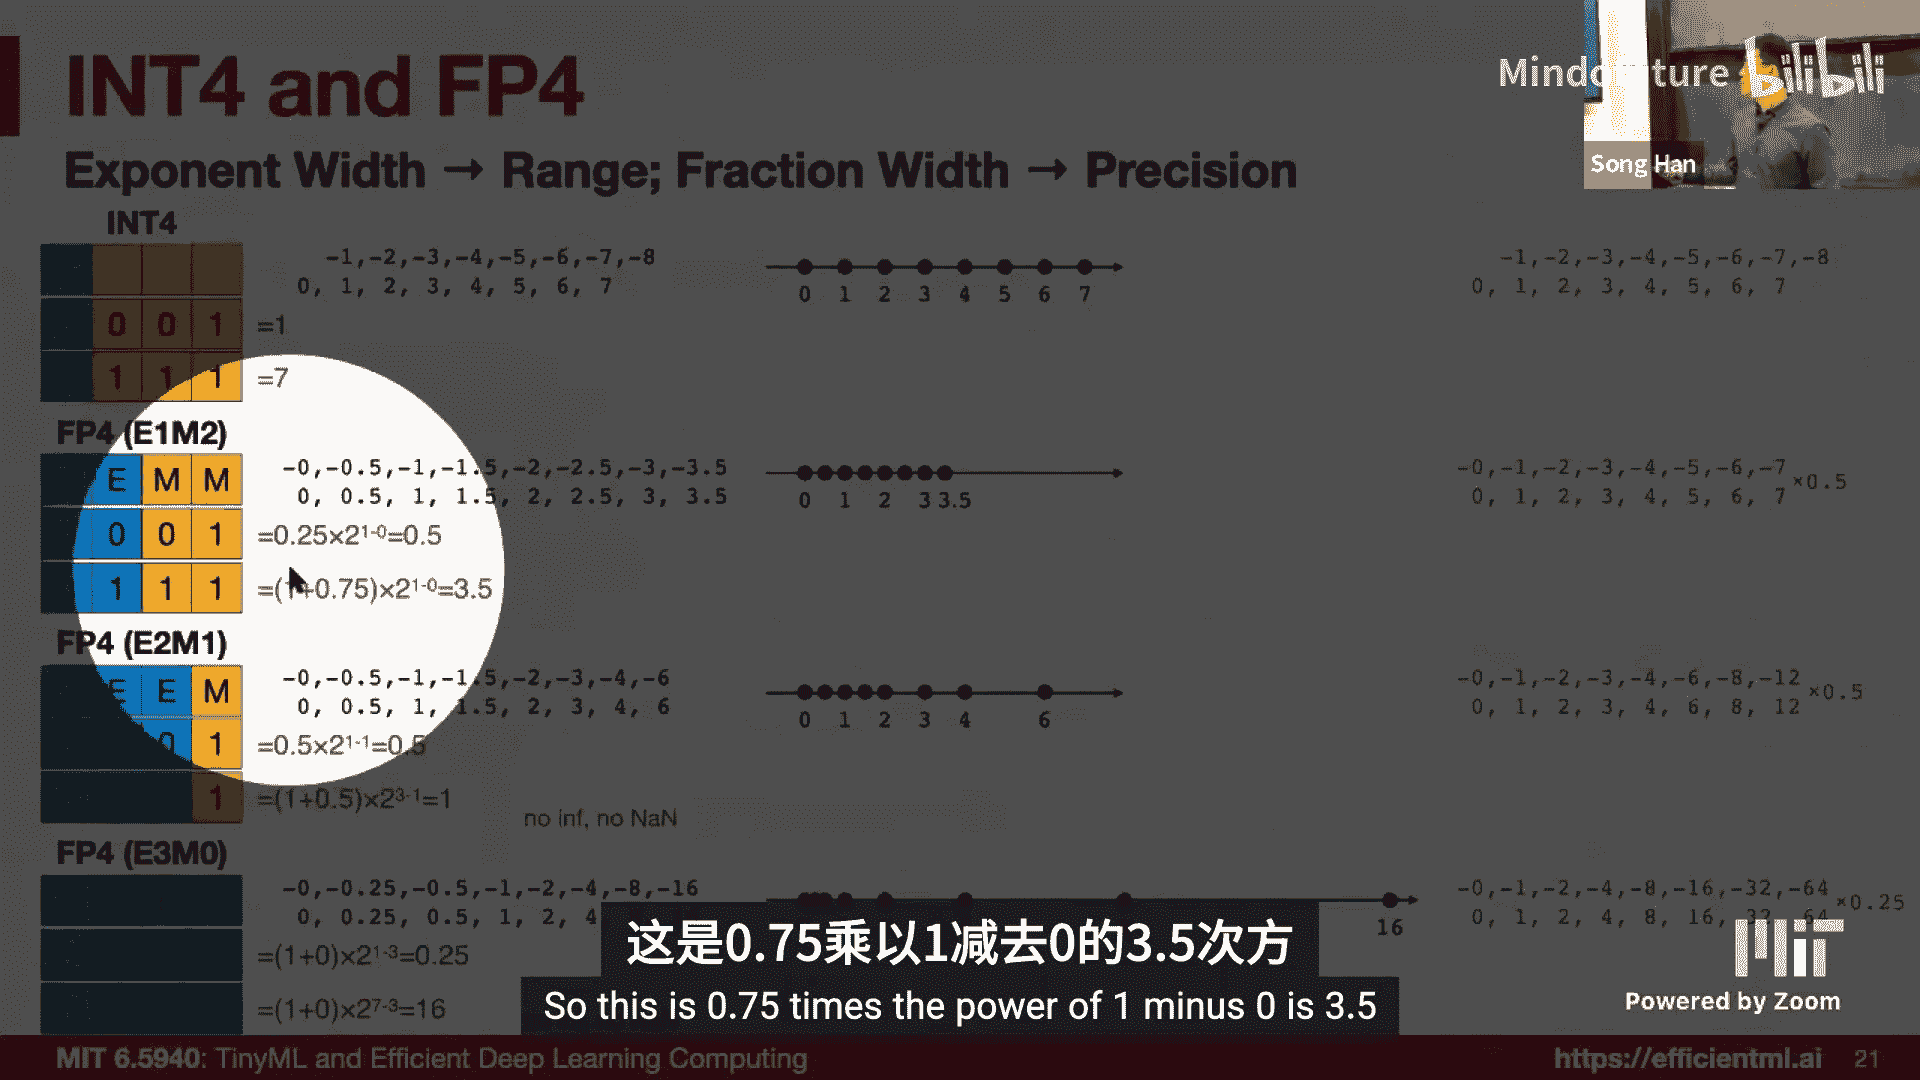 INT4 and FP4
Mind ture bilibili
Song Han
Exponent Width → Range; Fraction Width → Precision
INT4
-1,-2,-3,-4,-5,-6,-7,-8
0, 1, 2, 3, 4, 5, 6, 7
0 1 2 3 4 5 6 7
-1,-2,-3,-4,-5,-6,-7,-8
0, 1, 2, 3, 4, 5, 6, 7
0 0 1 =1
1 1 1 =7
FP4 (E1M2)
E M M
-0,-0.5,-1,-1.5,-2,-2.5,-3,-3.5
0, 0.5, 1, 1.5, 2, 2.5, 3, 3.5
0 1 2 3 3.5
-0,-1,-2,-3,-4,-5,-6,-7
0, 1, 2, 3, 4, 5, 6, 7
×0.5
0 0 1 =0.25×2¹⁻⁰=0.5
1 1 1 =(1+0.75)×2¹⁻⁰=3.5
FP4 (E2M1)
E E M
-0,-0.5,-1,-1.5,-2,-3,-4,-6
0, 0.5, 1, 1.5, 2, 3, 4, 6
0 1 2 3 4 6
-0,-1,-2,-3,-4,-6,-8,-12
0, 1, 2, 3, 4, 6, 8, 12
×0.5
0 1 =0.5×2¹⁻¹=0.5
1 =(1+0.5)×2³⁻¹=1
no inf, no NaN
FP4 (E3M0)
-0,-0.25,-0.5,-1,-2,-4,-8,-16
0, 0.25, 0.5, 1, 2, 4
16
-0,-1,-2,-4,-8,-16,-32,-64
0, 1, 2, 4, 8, 16, 32, 64
×0.25
=(1+0)×2¹⁻³=0.25
=(1+0)×2⁷⁻³=16
这是0.75乘以1减去0的3.5次方
So this is 0.75 times the power of 1 minus 0 is 3.5
MIT
Powered by Zoom
MIT 6.5940: TinyML and Efficient Deep Learning Computing
https://efficientml.ai 21